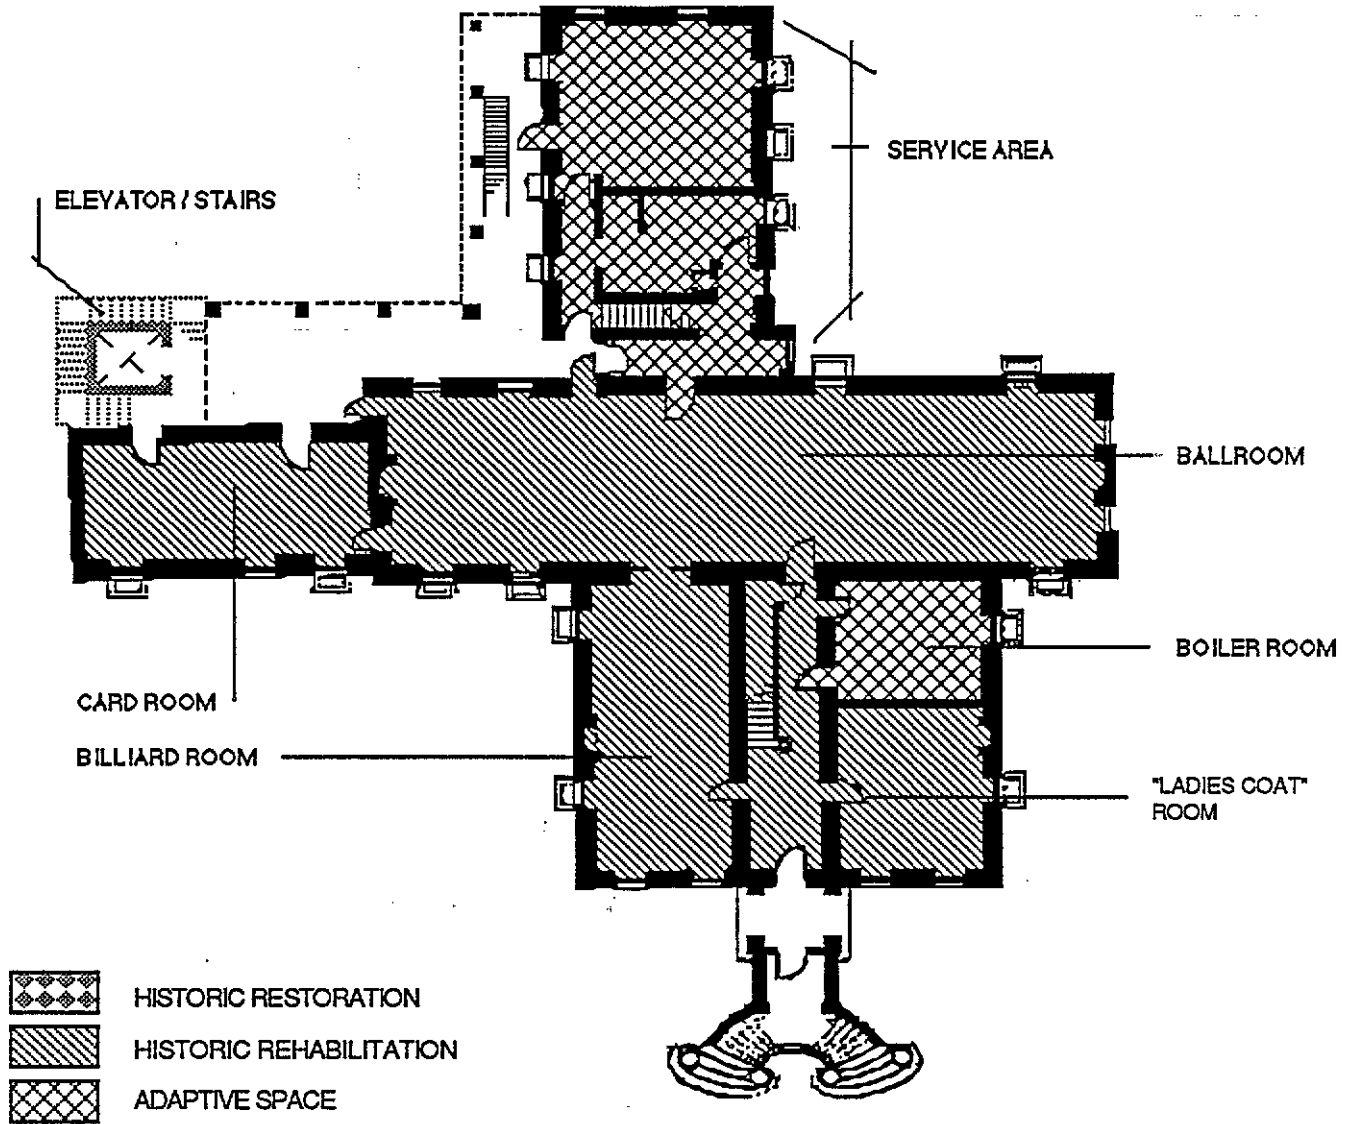 SERVICE AREA
ELEVATOR / STAIRS
BALLROOM
BOILER ROOM
CARD ROOM
BILLIARD ROOM
"LADIES COAT"
ROOM
HISTORIC RESTORATION
HISTORIC REHABILITATION
ADAPTIVE SPACE